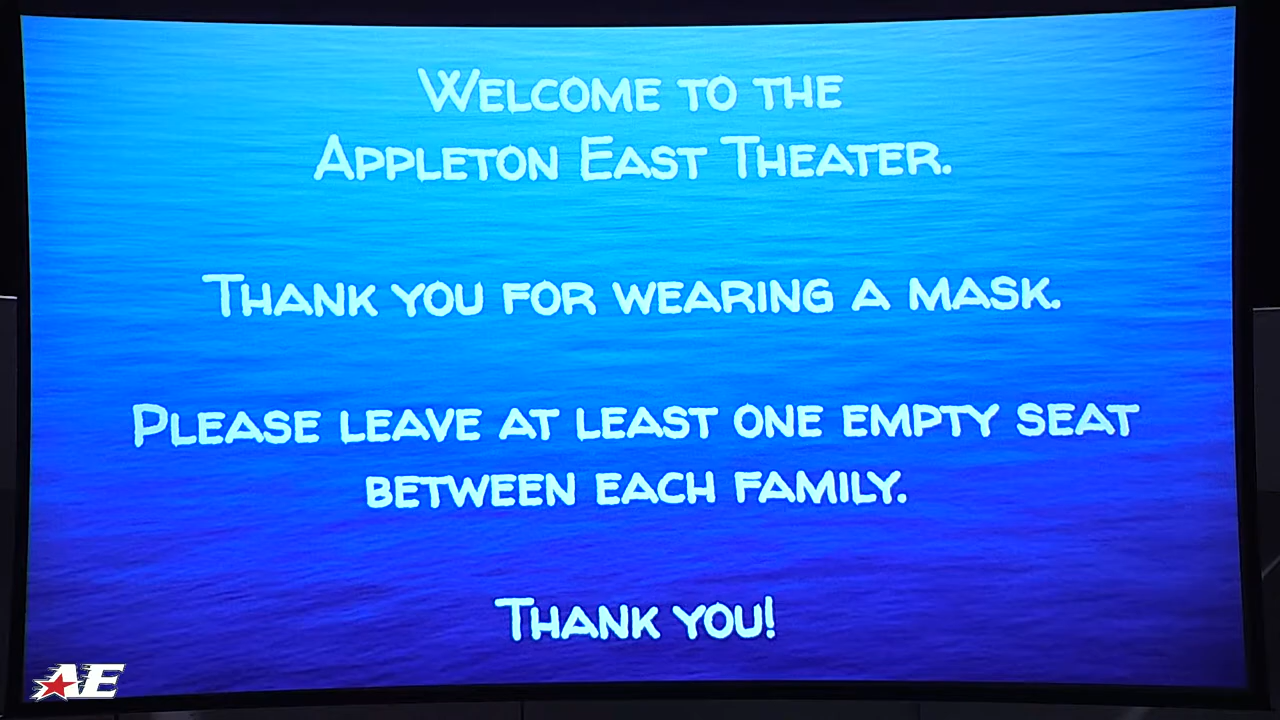 Welcome to the
Appleton East Theater.
Thank you for wearing a mask.
Please leave at least one empty seat
between each family.
Thank you!
AE